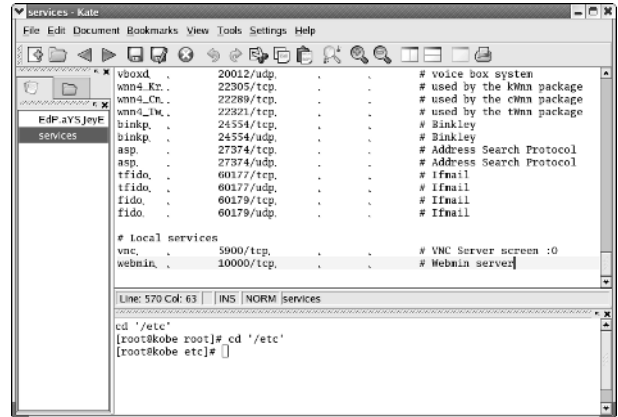 services - Kate
File Edit Document Bookmarks View Tools Settings Help
EdP.aYSJeyE
services
vboxd 20012/udp # voice box system
wnn4_Kr 22305/tcp # used by the kWnn package
wnn4_Cn 22289/tcp # used by the cWnn package
wnn4_Tw 22321/tcp # used by the tWnn package
binkp 24554/tcp # Binkley
binkp 24554/udp # Binkley
asp 27374/tcp # Address Search Protocol
asp 27374/udp # Address Search Protocol
tfido 60177/tcp # Ifmail
tfido 60177/udp # Ifmail
fido 60179/tcp # Ifmail
fido 60179/udp # Ifmail
# Local services
vnc 5900/tcp # VNC Server screen :0
webmin 10000/tcp # Webmin server
Line: 570 Col: 63 INS NORM services
cd '/etc'
[root@kobe root]# cd '/etc'
[root@kobe etc]#